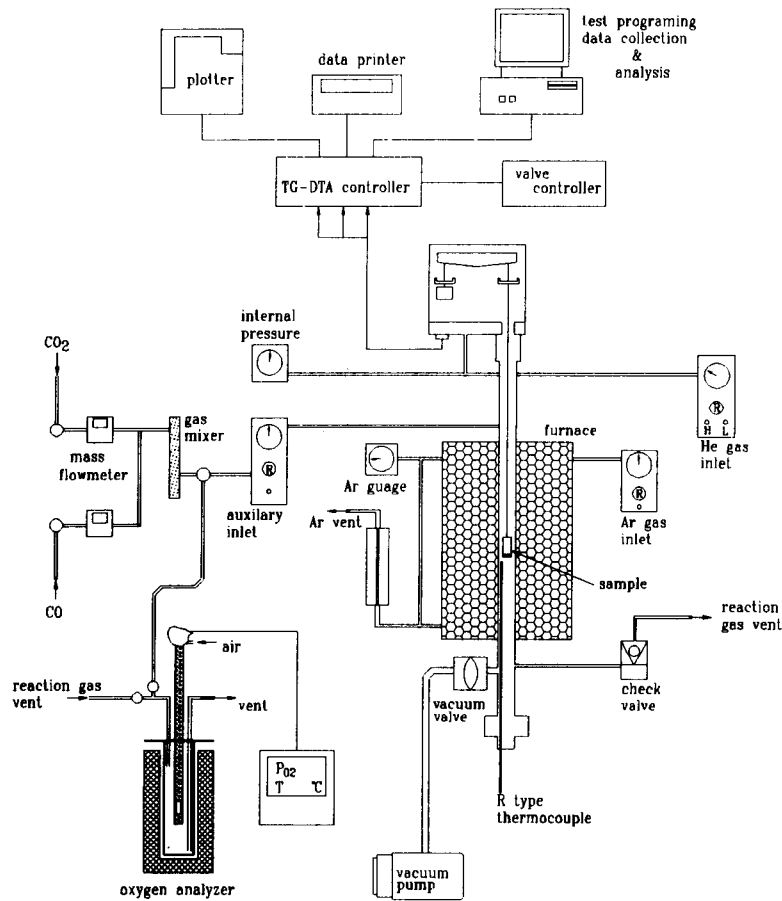 test programing
data collection
&
analysis
data printer
plotter
TG-DTA controller
valve
controller
internal
pressure
CO2
gas
mixer
mass
flowmeter
R
auxilary
inlet
CO
furnace
R
H L
He gas
inlet
Ar guage
Ar vent
R
Ar gas
inlet
sample
reaction
gas vent
air
reaction gas
vent
vent
vacuum
valve
check
valve
PO2
T °C
R type
thermocouple
oxygen analyzer
vacuum
pump